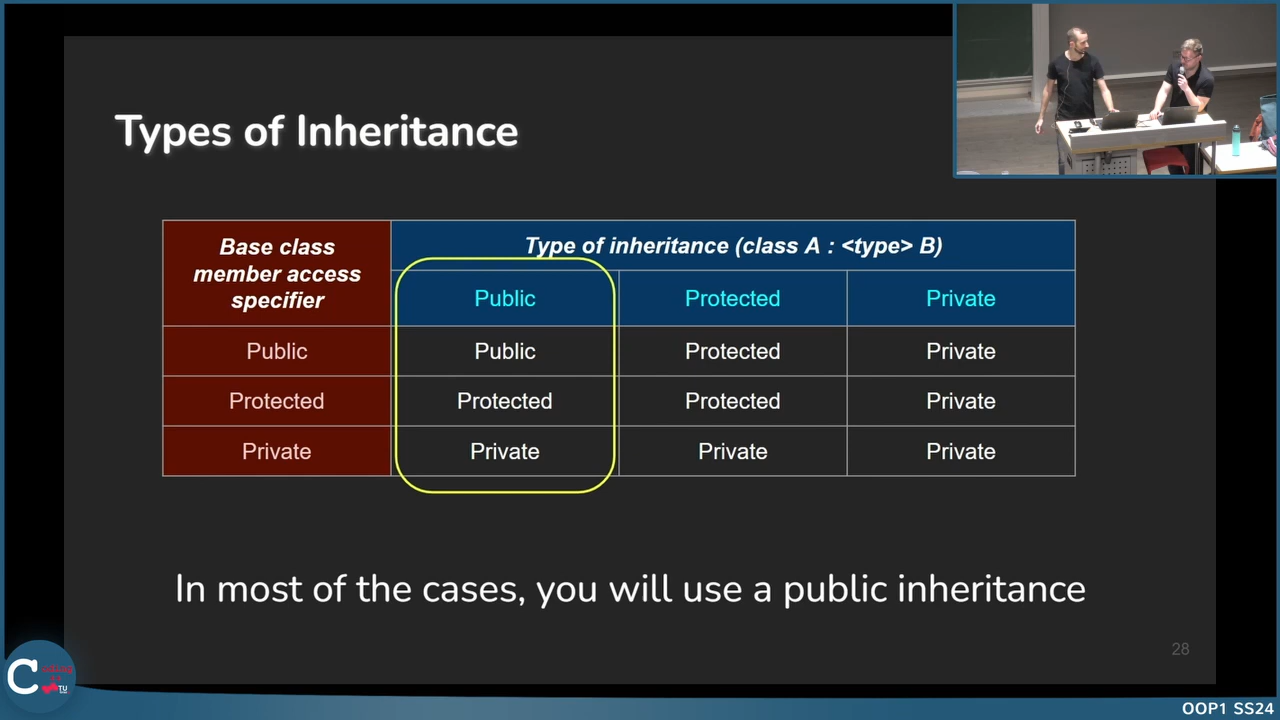 Types of Inheritance
Base class
member access
specifier
Type of inheritance (class A : <type> B)
Public
Protected
Private
Public
Public
Protected
Private
Protected
Protected
Protected
Private
Private
Private
Private
Private
In most of the cases, you will use a public inheritance
28
C
TU
OOP1 SS24